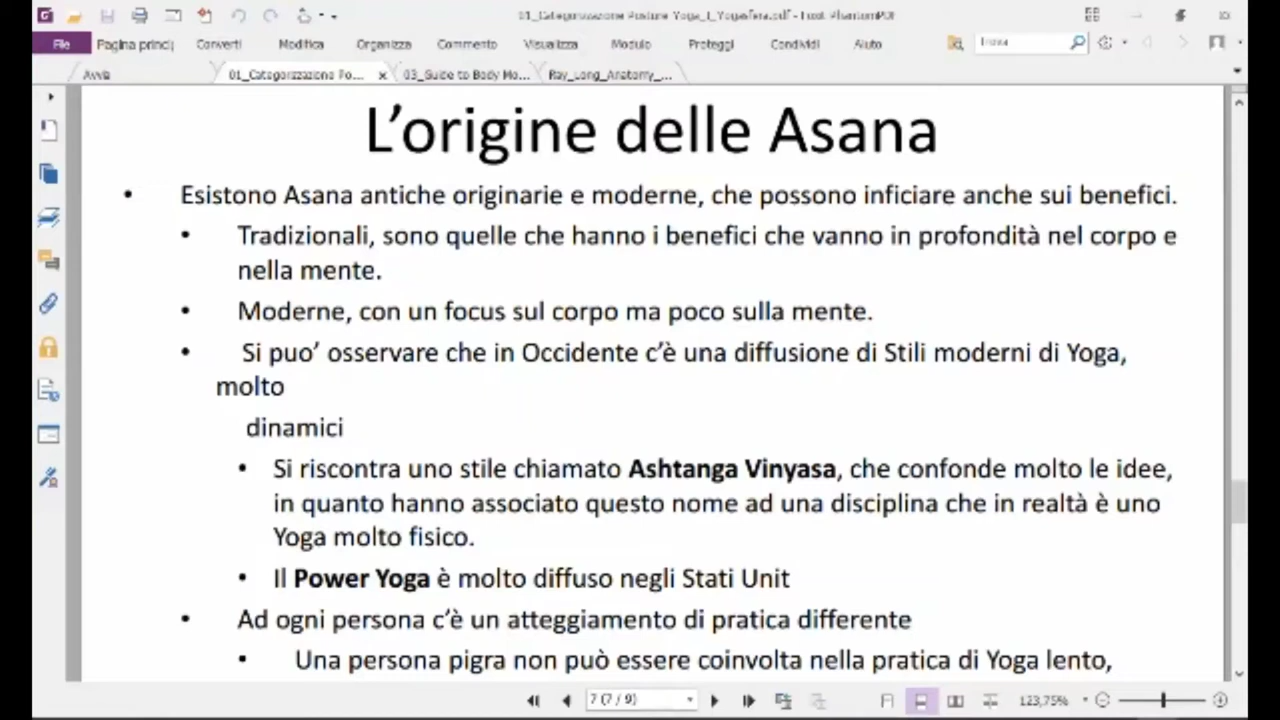 01_Categorizzazione Posture Yoga_I_Yogasfera.pdf - Foxit PhantomPDF
File Pagina princi Converti Modifica Organizza Commento Visualizza Modulo Proteggi Condividi Aiuto Trova
Avvia 01_Categorizzazione Po... 03_Guide to Body Mo... Ray_Long_Anatomy_...
L’origine delle Asana
• Esistono Asana antiche originarie e moderne, che possono inficiare anche sui benefici.
• Tradizionali, sono quelle che hanno i benefici che vanno in profondità nel corpo e
nella mente.
• Moderne, con un focus sul corpo ma poco sulla mente.
• Si puo’ osservare che in Occidente c’è una diffusione di Stili moderni di Yoga,
molto
dinamici
• Si riscontra uno stile chiamato Ashtanga Vinyasa, che confonde molto le idee,
in quanto hanno associato questo nome ad una disciplina che in realtà è uno
Yoga molto fisico.
• Il Power Yoga è molto diffuso negli Stati Unit
• Ad ogni persona c’è un atteggiamento di pratica differente
• Una persona pigra non può essere coinvolta nella pratica di Yoga lento,
7 (7 / 9) 123,75%